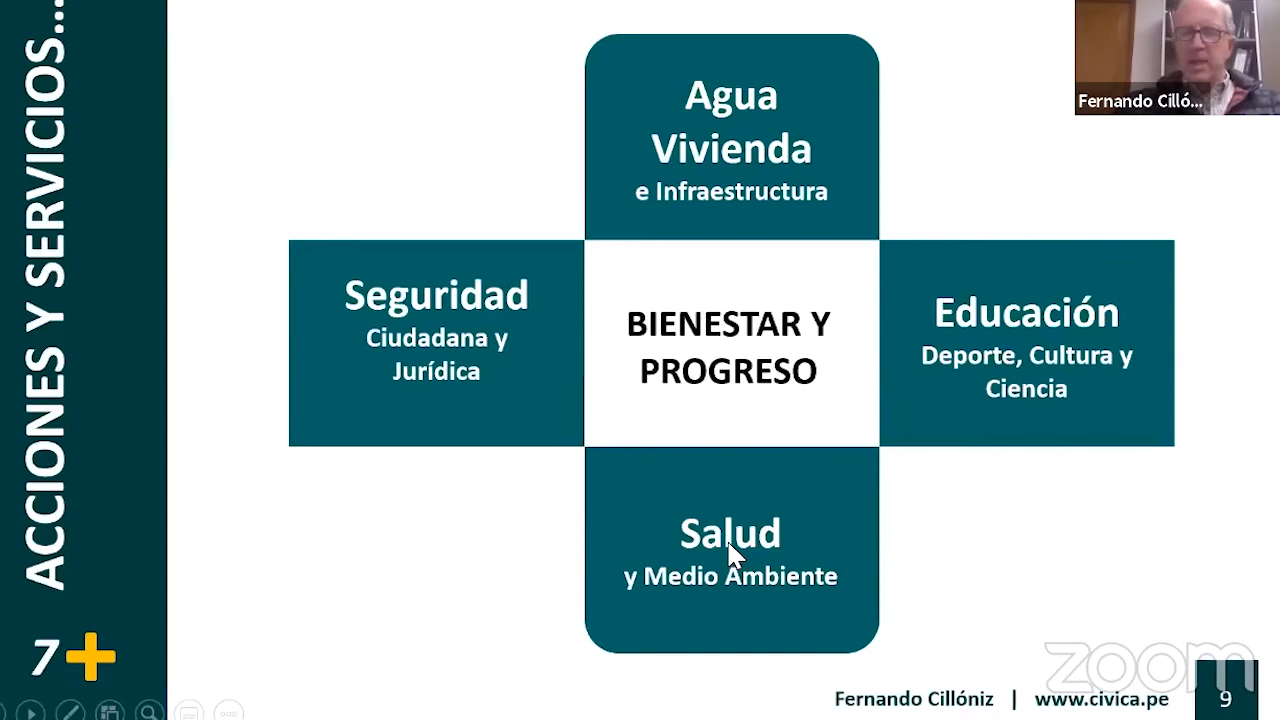 ACCIONES Y SERVICIOS...
7+
Agua
Vivienda
e Infraestructura
Seguridad
Ciudadana y
Jurídica
BIENESTAR Y
PROGRESO
Educación
Deporte, Cultura y
Ciencia
Salud
y Medio Ambiente
Fernando Cilló...
zoom
Fernando Cillóniz | www.civica.pe
9